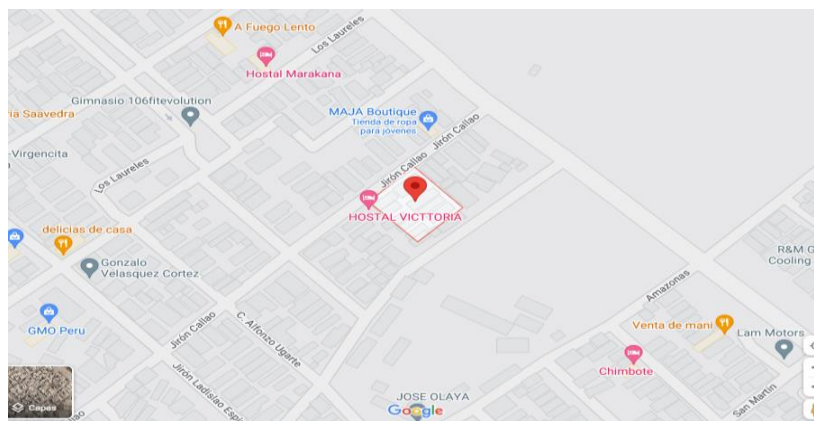 A Fuego Lento
Los Laureles
Hostal Marakana
Gimnasio 106fitevolution
MAJA Boutique
Tienda de ropa
para jóvenes
ria Saavedra
Jirón Callao
Jirón Callao
-Virgencita
Los Laureles
HOSTAL VICTTORIA
delicias de casa
Gonzalo
Velasquez Cortez
R&M G
Cooling
Amazonas
GMO Peru
Jirón Callao
C. Alfonzo Ugarte
Venta de mani
Lam Motors
Chimbote
Jirón Ladislao Espi
San Martin
JOSE OLAYA
Capas
Google